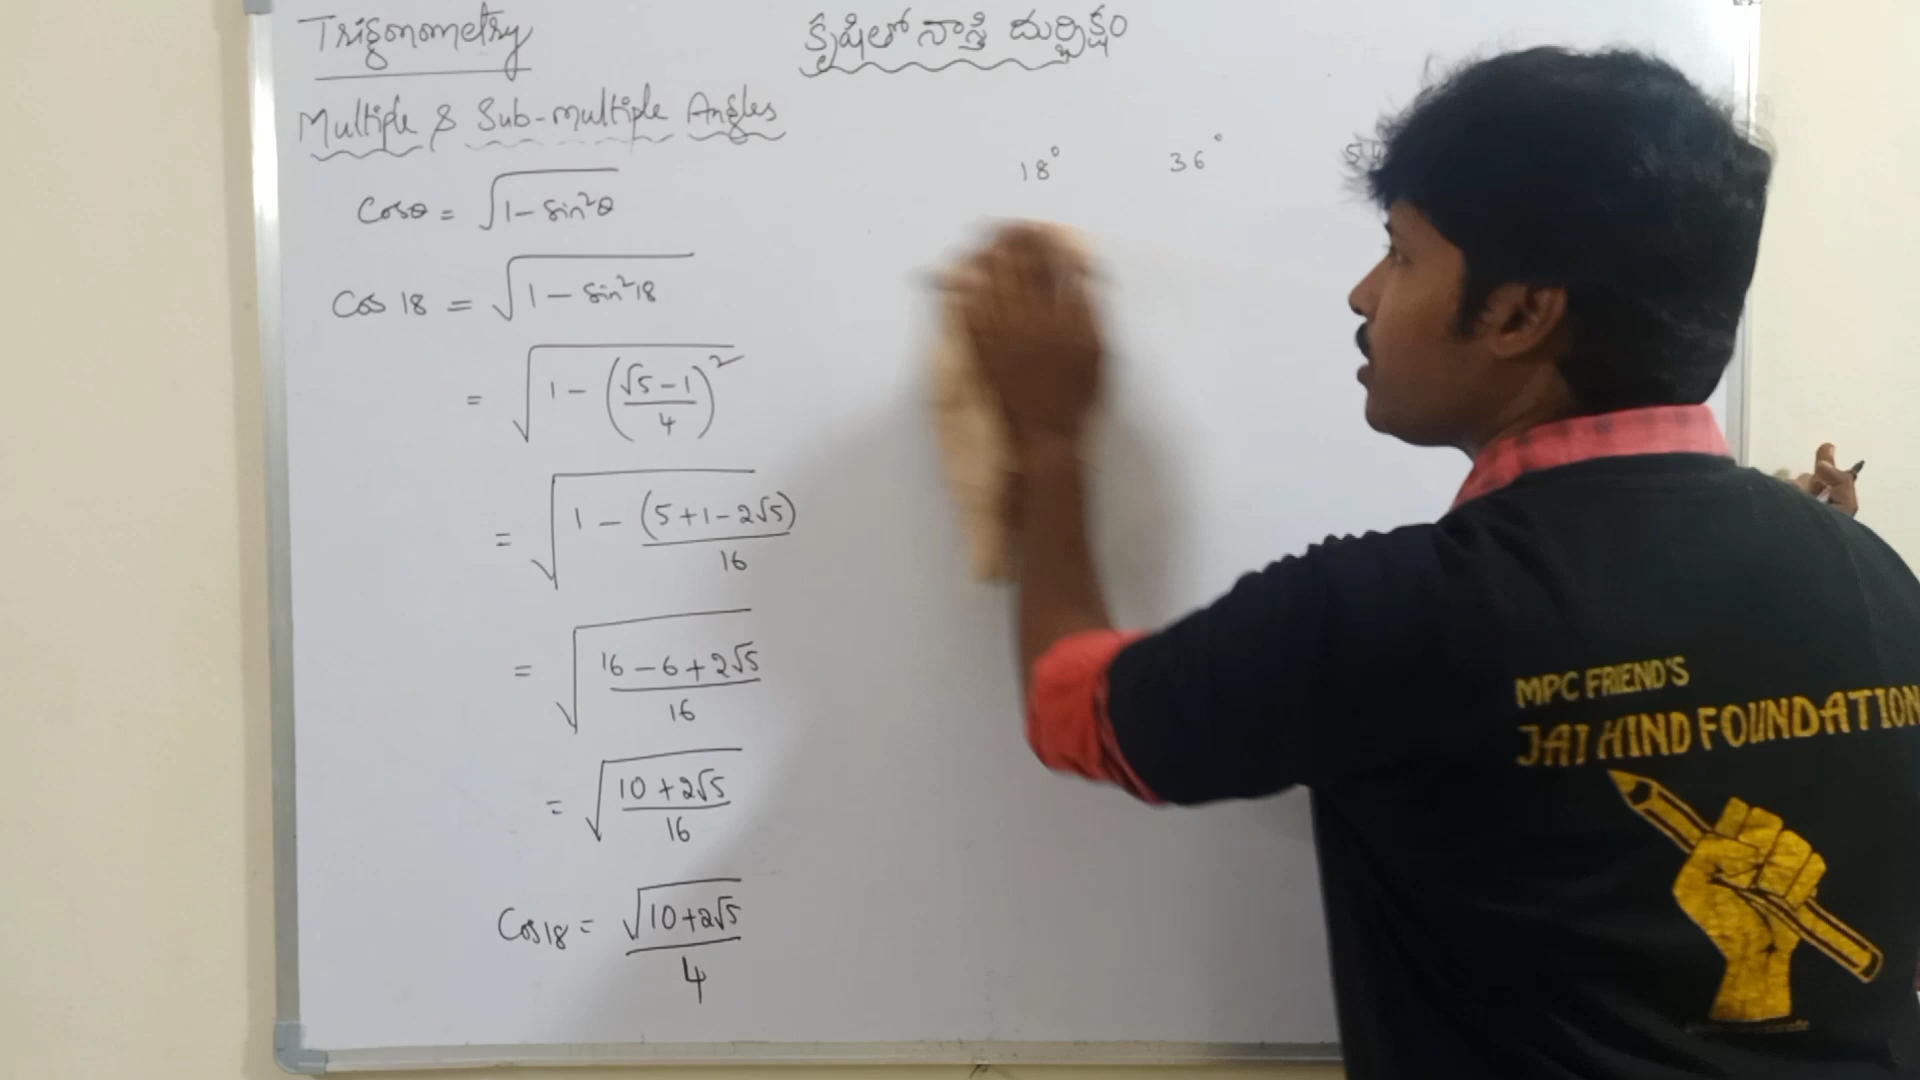 Trigonometry
కృషితో నాస్తి దుర్భిక్షం
Multiple & Sub-multiple Angles
18° 36°
Cosθ = √(1 - Sin²θ)
Cos 18 = √(1 - Sin²18)
= √(1 - ((√5 - 1)/4)²)
= √(1 - (5+1-2√5)/16)
= √((16-6+2√5)/16)
= √((10+2√5)/16)
Cos18 = √(10+2√5)/4
MPC FRIEND'S
JAI HIND FOUNDATION